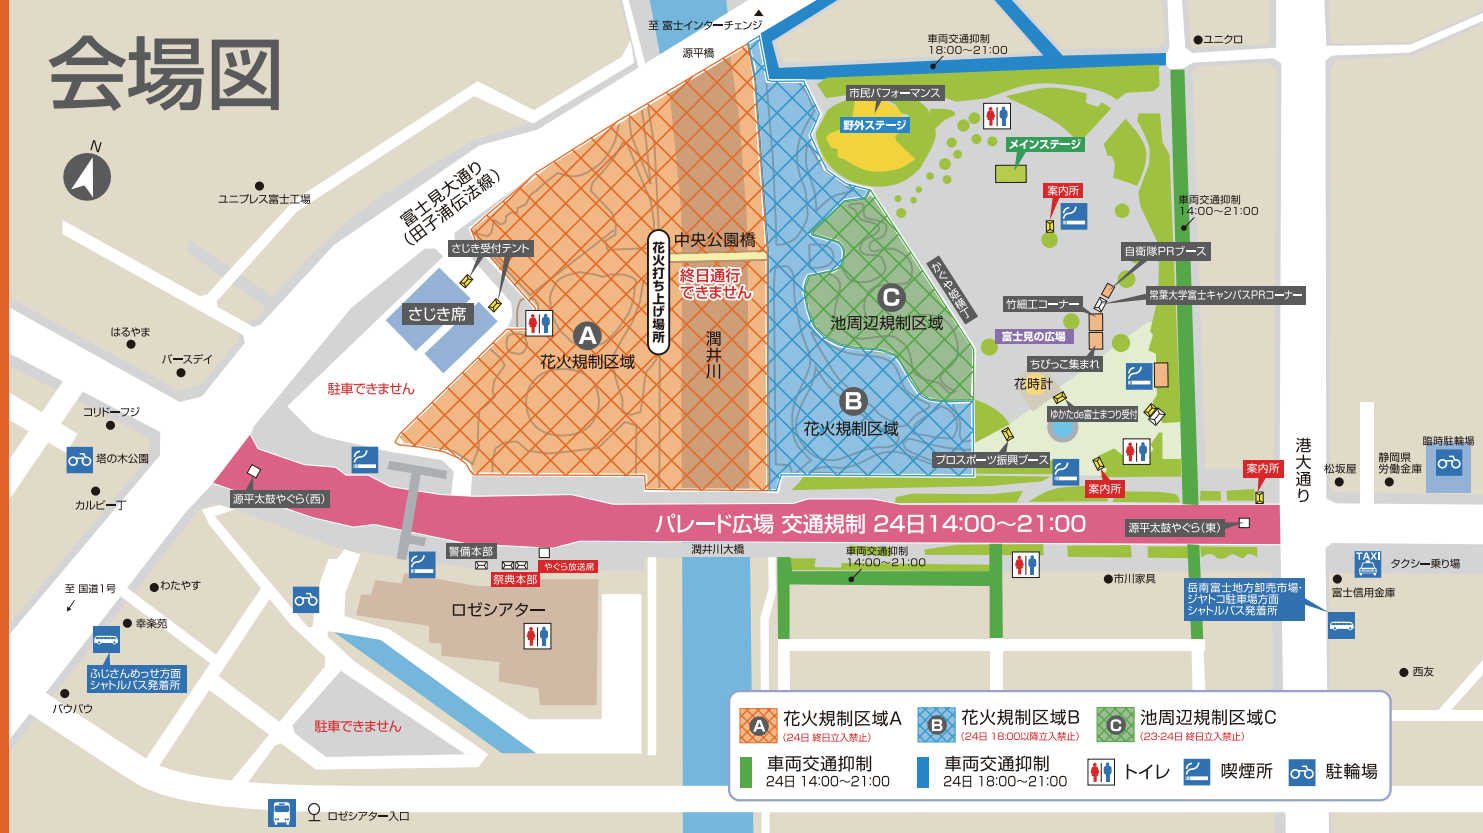 会場図
N
至 富士インターチェンジ
源平橋
車両交通抑制
18:00〜21:00
ユニクロ
市民パフォーマンス
野外ステージ
メインステージ
案内所
車両交通抑制
14:00〜21:00
ユニプレス富士工場
富士見大通り
(田子浦伝法線)
さじき受付テント
さじき席
花火打ち上げ場所
中央公園橋
終日通行
できません
潤井川
A
花火規制区域
B
花火規制区域
C
池周辺規制区域
かぐや姫横丁
自衛隊PRブース
常葉大学富士キャンパスPRコーナー
竹細工コーナー
富士見の広場
ちびっこ集まれ
花時計
ゆかたde富士まつり受付
プロスポーツ振興ブース
案内所
案内所
はるやま
バースデイ
駐車できません
コリドーフジ
塔の木公園
カルビー丁
源平太鼓やぐら(西)
パレード広場 交通規制 24日14:00〜21:00
源平太鼓やぐら(東)
港大通り
松坂屋
静岡県
労働金庫
臨時駐輪場
警備本部
祭典本部
やぐら放送席
潤井川大橋
車両交通抑制
14:00〜21:00
市川家具
TAXI
タクシー乗り場
富士信用金庫
岳南富士地方卸売市場・
ジヤトコ駐車場方面
シャトルバス発着所
至 国道1号
わたやす
幸楽苑
ふじさんめっせ方面
シャトルバス発着所
バウバウ
ロゼシアター
駐車できません
西友
ロゼシアター入口
A
花火規制区域A
(24日 終日立入禁止)
B
花火規制区域B
(24日 18:00以降立入禁止)
C
池周辺規制区域C
(23・24日 終日立入禁止)
車両交通抑制
24日 14:00〜21:00
車両交通抑制
24日 18:00〜21:00
トイレ
喫煙所
駐輪場